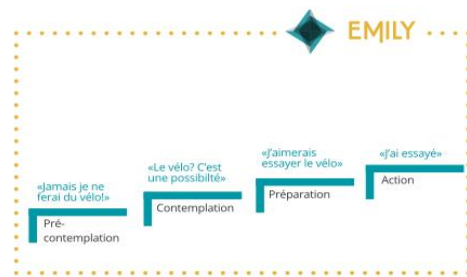 EMILY
«Jamais je ne
ferai du vélo!»
Pré-
contemplation
«Le vélo? C'est
une possibilté»
Contemplation
«J'aimerais
essayer le vélo»
Préparation
«J'ai essayé»
Action